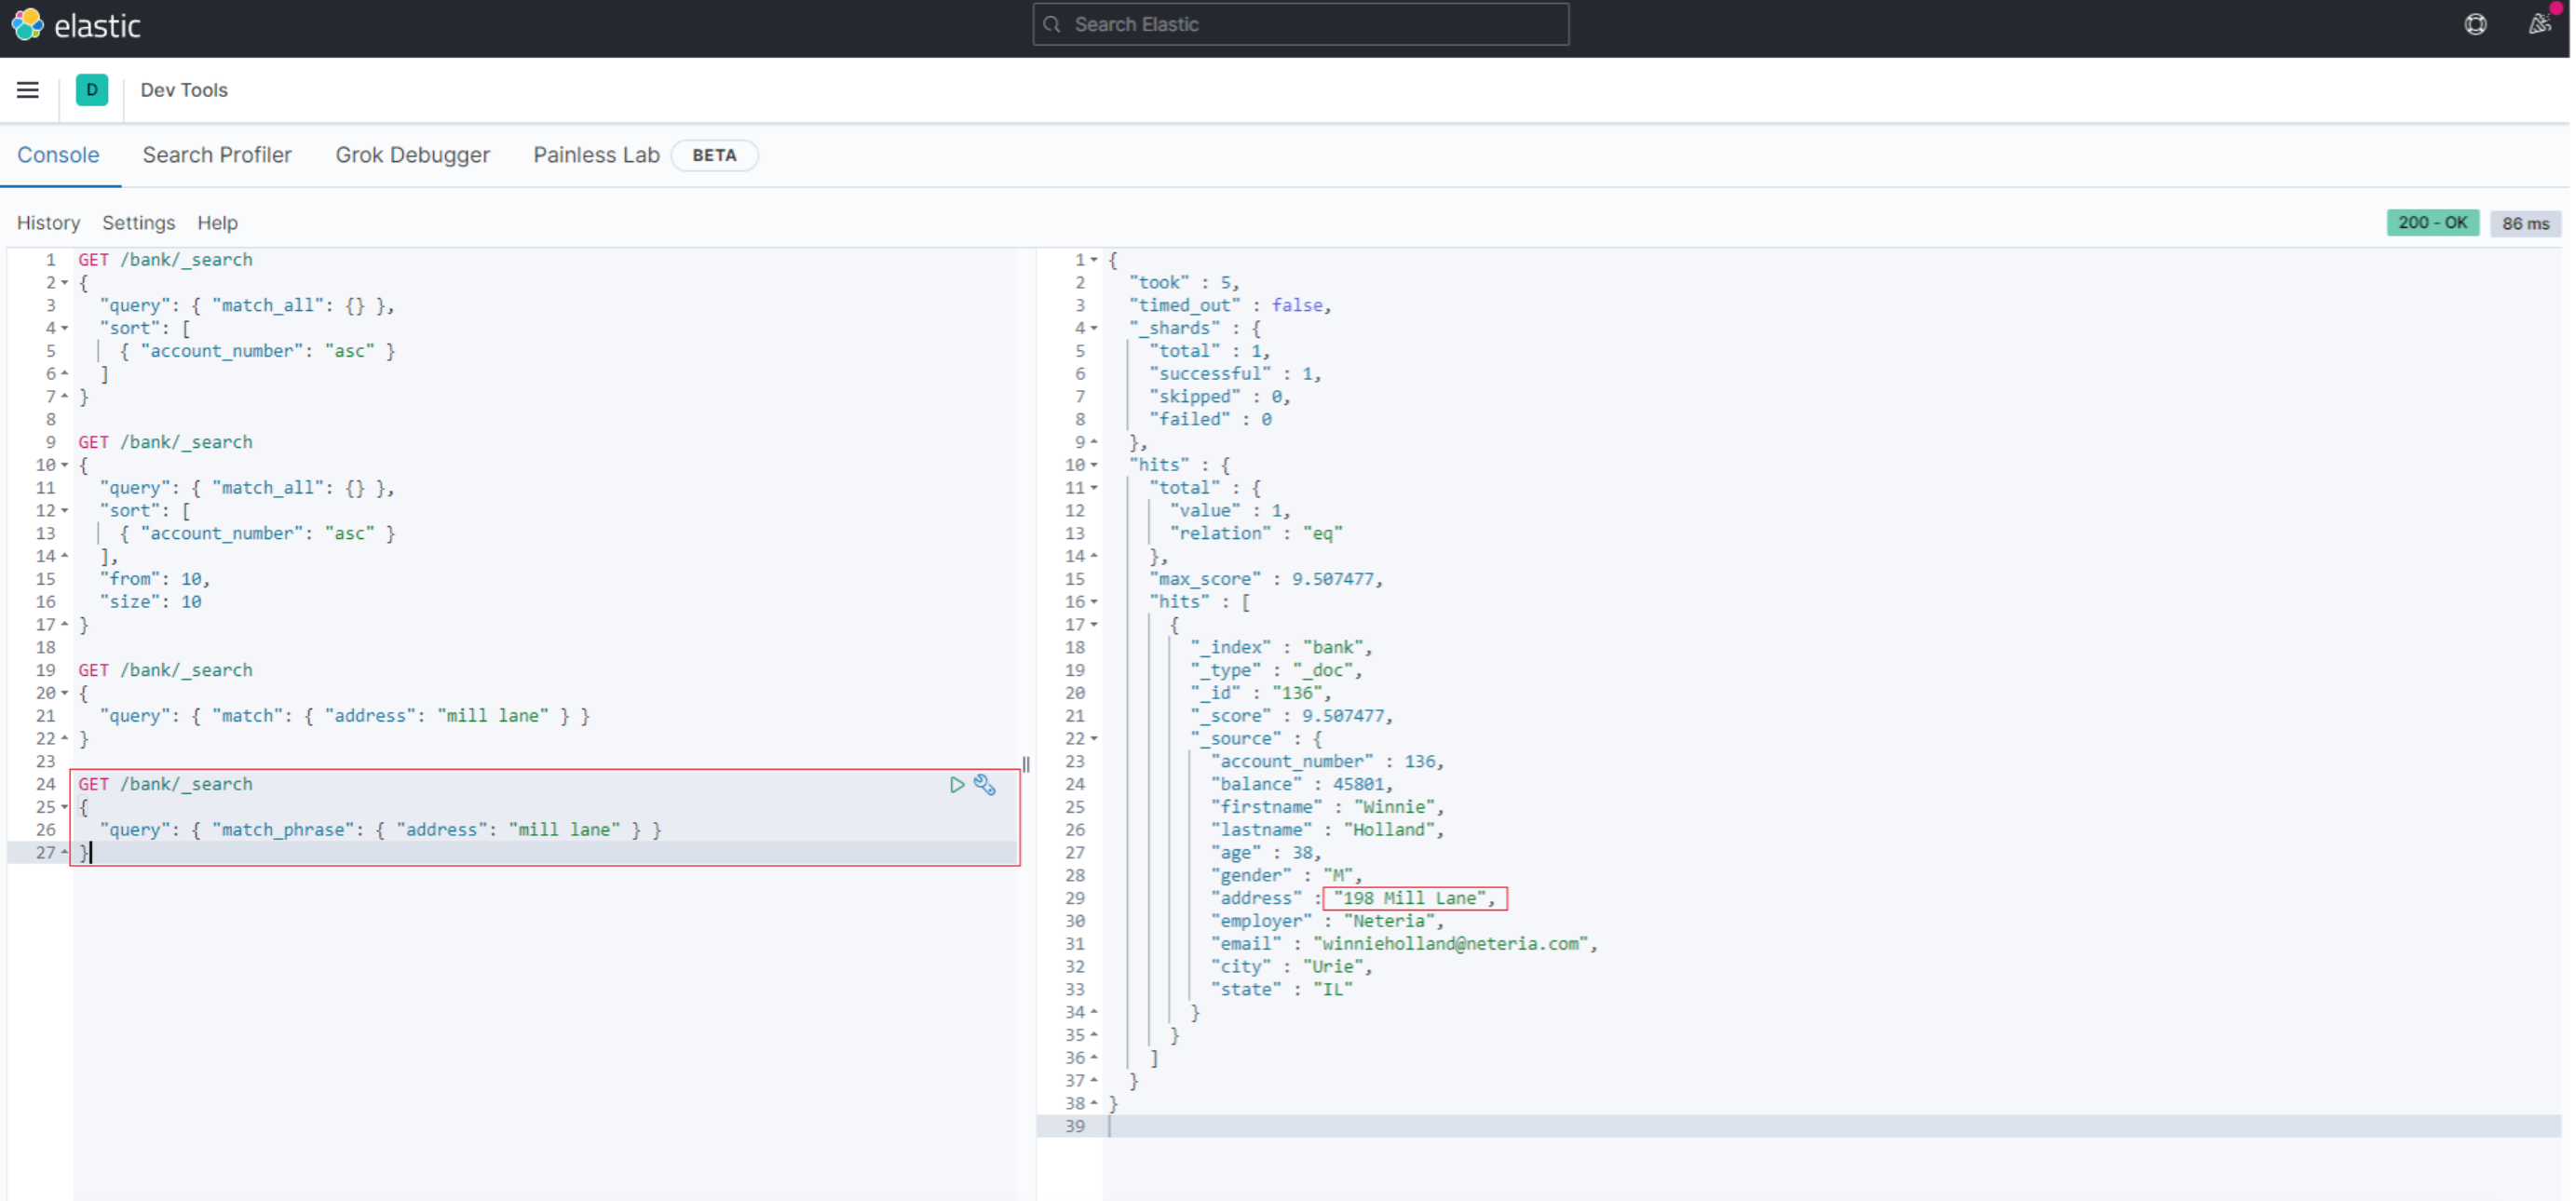 elastic
Search Elastic
D
Dev Tools
Console Search Profiler Grok Debugger Painless Lab BETA
History Settings Help
200 - OK 86 ms
1 GET /bank/_search
2 {
3 "query": { "match_all": {} },
4 "sort": [
5 { "account_number": "asc" }
6 ]
7 }
8
9 GET /bank/_search
10 {
11 "query": { "match_all": {} },
12 "sort": [
13 { "account_number": "asc" }
14 ],
15 "from": 10,
16 "size": 10
17 }
18
19 GET /bank/_search
20 {
21 "query": { "match": { "address": "mill lane" } }
22 }
23
24 GET /bank/_search
25 {
26 "query": { "match_phrase": { "address": "mill lane" } }
27 }
1 {
2 "took" : 5,
3 "timed_out" : false,
4 "_shards" : {
5 "total" : 1,
6 "successful" : 1,
7 "skipped" : 0,
8 "failed" : 0
9 },
10 "hits" : {
11 "total" : {
12 "value" : 1,
13 "relation" : "eq"
14 },
15 "max_score" : 9.507477,
16 "hits" : [
17 {
18 "_index" : "bank",
19 "_type" : "_doc",
20 "_id" : "136",
21 "_score" : 9.507477,
22 "_source" : {
23 "account_number" : 136,
24 "balance" : 45801,
25 "firstname" : "Winnie",
26 "lastname" : "Holland",
27 "age" : 38,
28 "gender" : "M",
29 "address" : "198 Mill Lane",
30 "employer" : "Neteria",
31 "email" : "winnieholland@neteria.com",
32 "city" : "Urie",
33 "state" : "IL"
34 }
35 }
36 ]
37 }
38 }
39